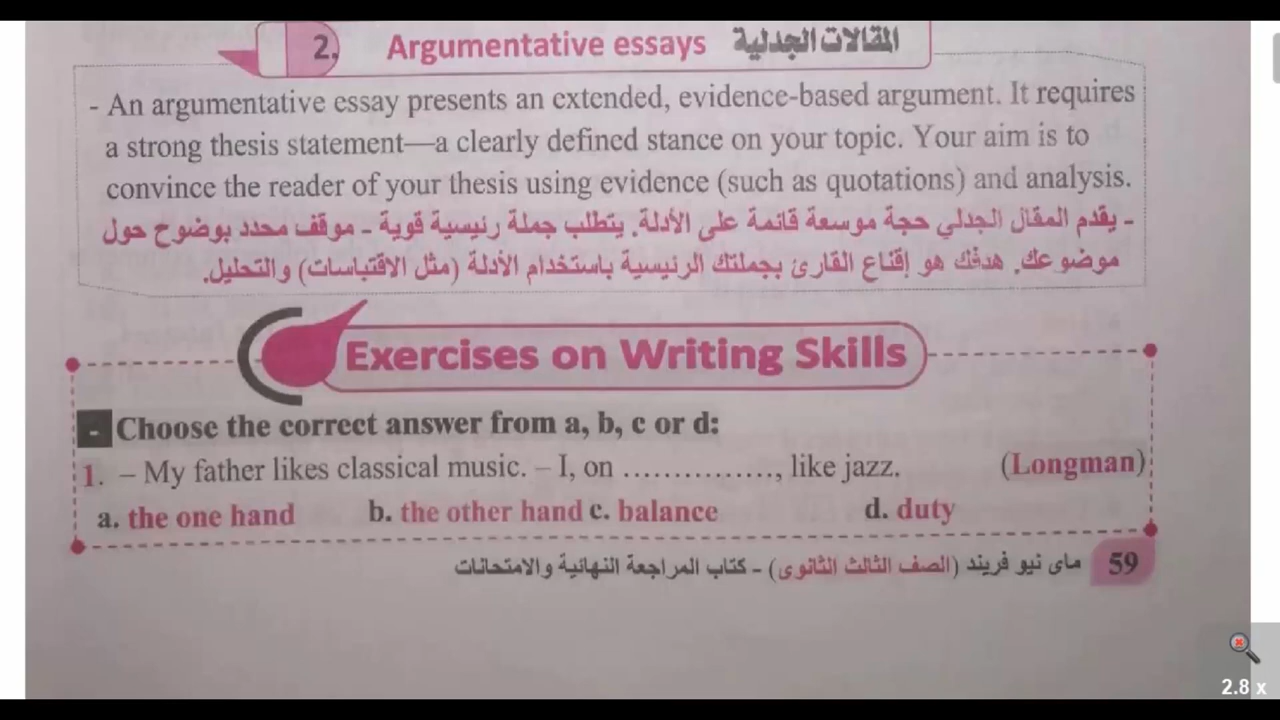 2. Argumentative essays المقالات الجدلية
- An argumentative essay presents an extended, evidence-based argument. It requires
a strong thesis statement—a clearly defined stance on your topic. Your aim is to
convince the reader of your thesis using evidence (such as quotations) and analysis.
- يقدم المقال الجدلي حجة موسعة قائمة على الأدلة. يتطلب جملة رئيسية قوية - موقف محدد بوضوح حول
موضوعك. هدفك هو إقناع القارئ بجملتك الرئيسية باستخدام الأدلة (مثل الاقتباسات) والتحليل.
Exercises on Writing Skills
- Choose the correct answer from a, b, c or d:
1. – My father likes classical music. – I, on ................, like jazz. (Longman)
a. the one hand b. the other hand c. balance d. duty
59 ماى نيو فريند (الصف الثالث الثانوى) - كتاب المراجعة النهائية والامتحانات
2.8 x